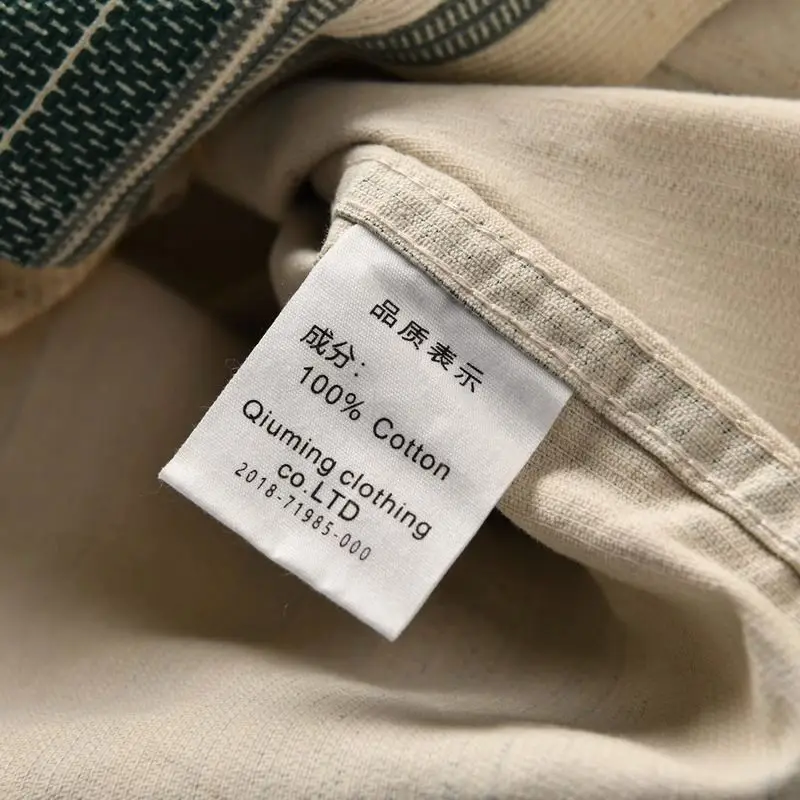 品质表示
成分：
100% Cotton
Qiuming clothing
co.LTD
2018-71985-000